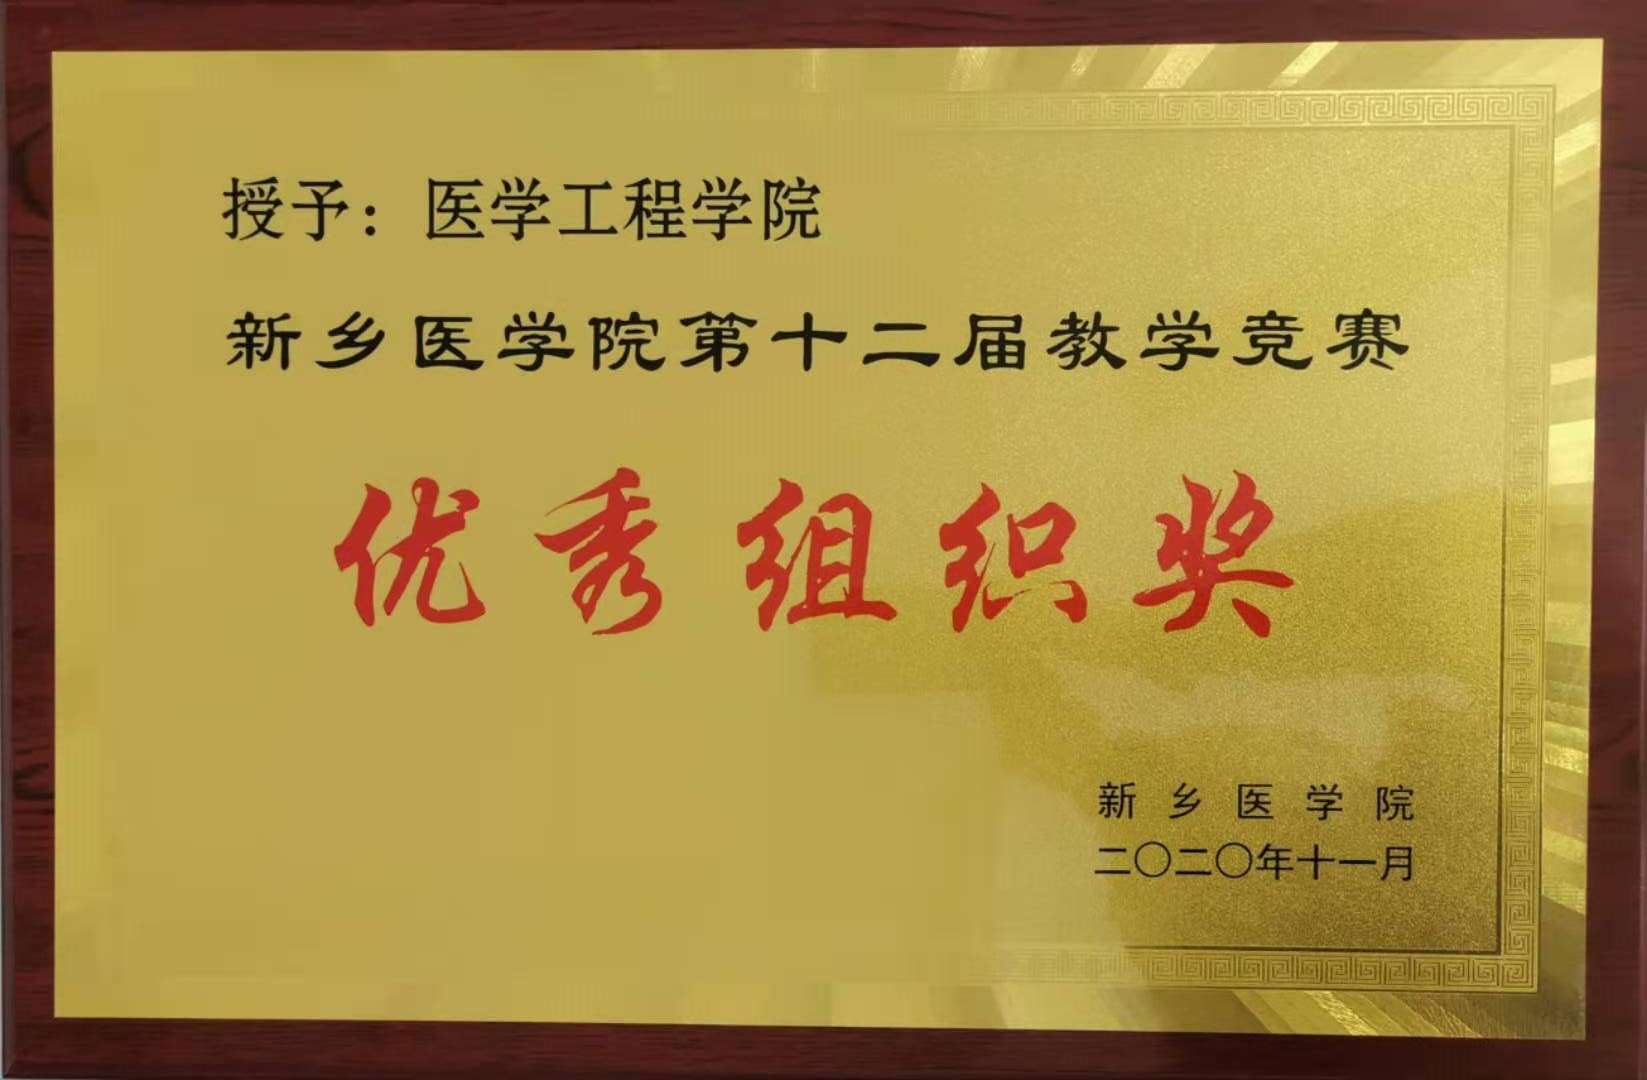 授予：医学工程学院
新乡医学院第十二届教学竞赛
优秀组织奖
新乡医学院
二〇二〇年十一月